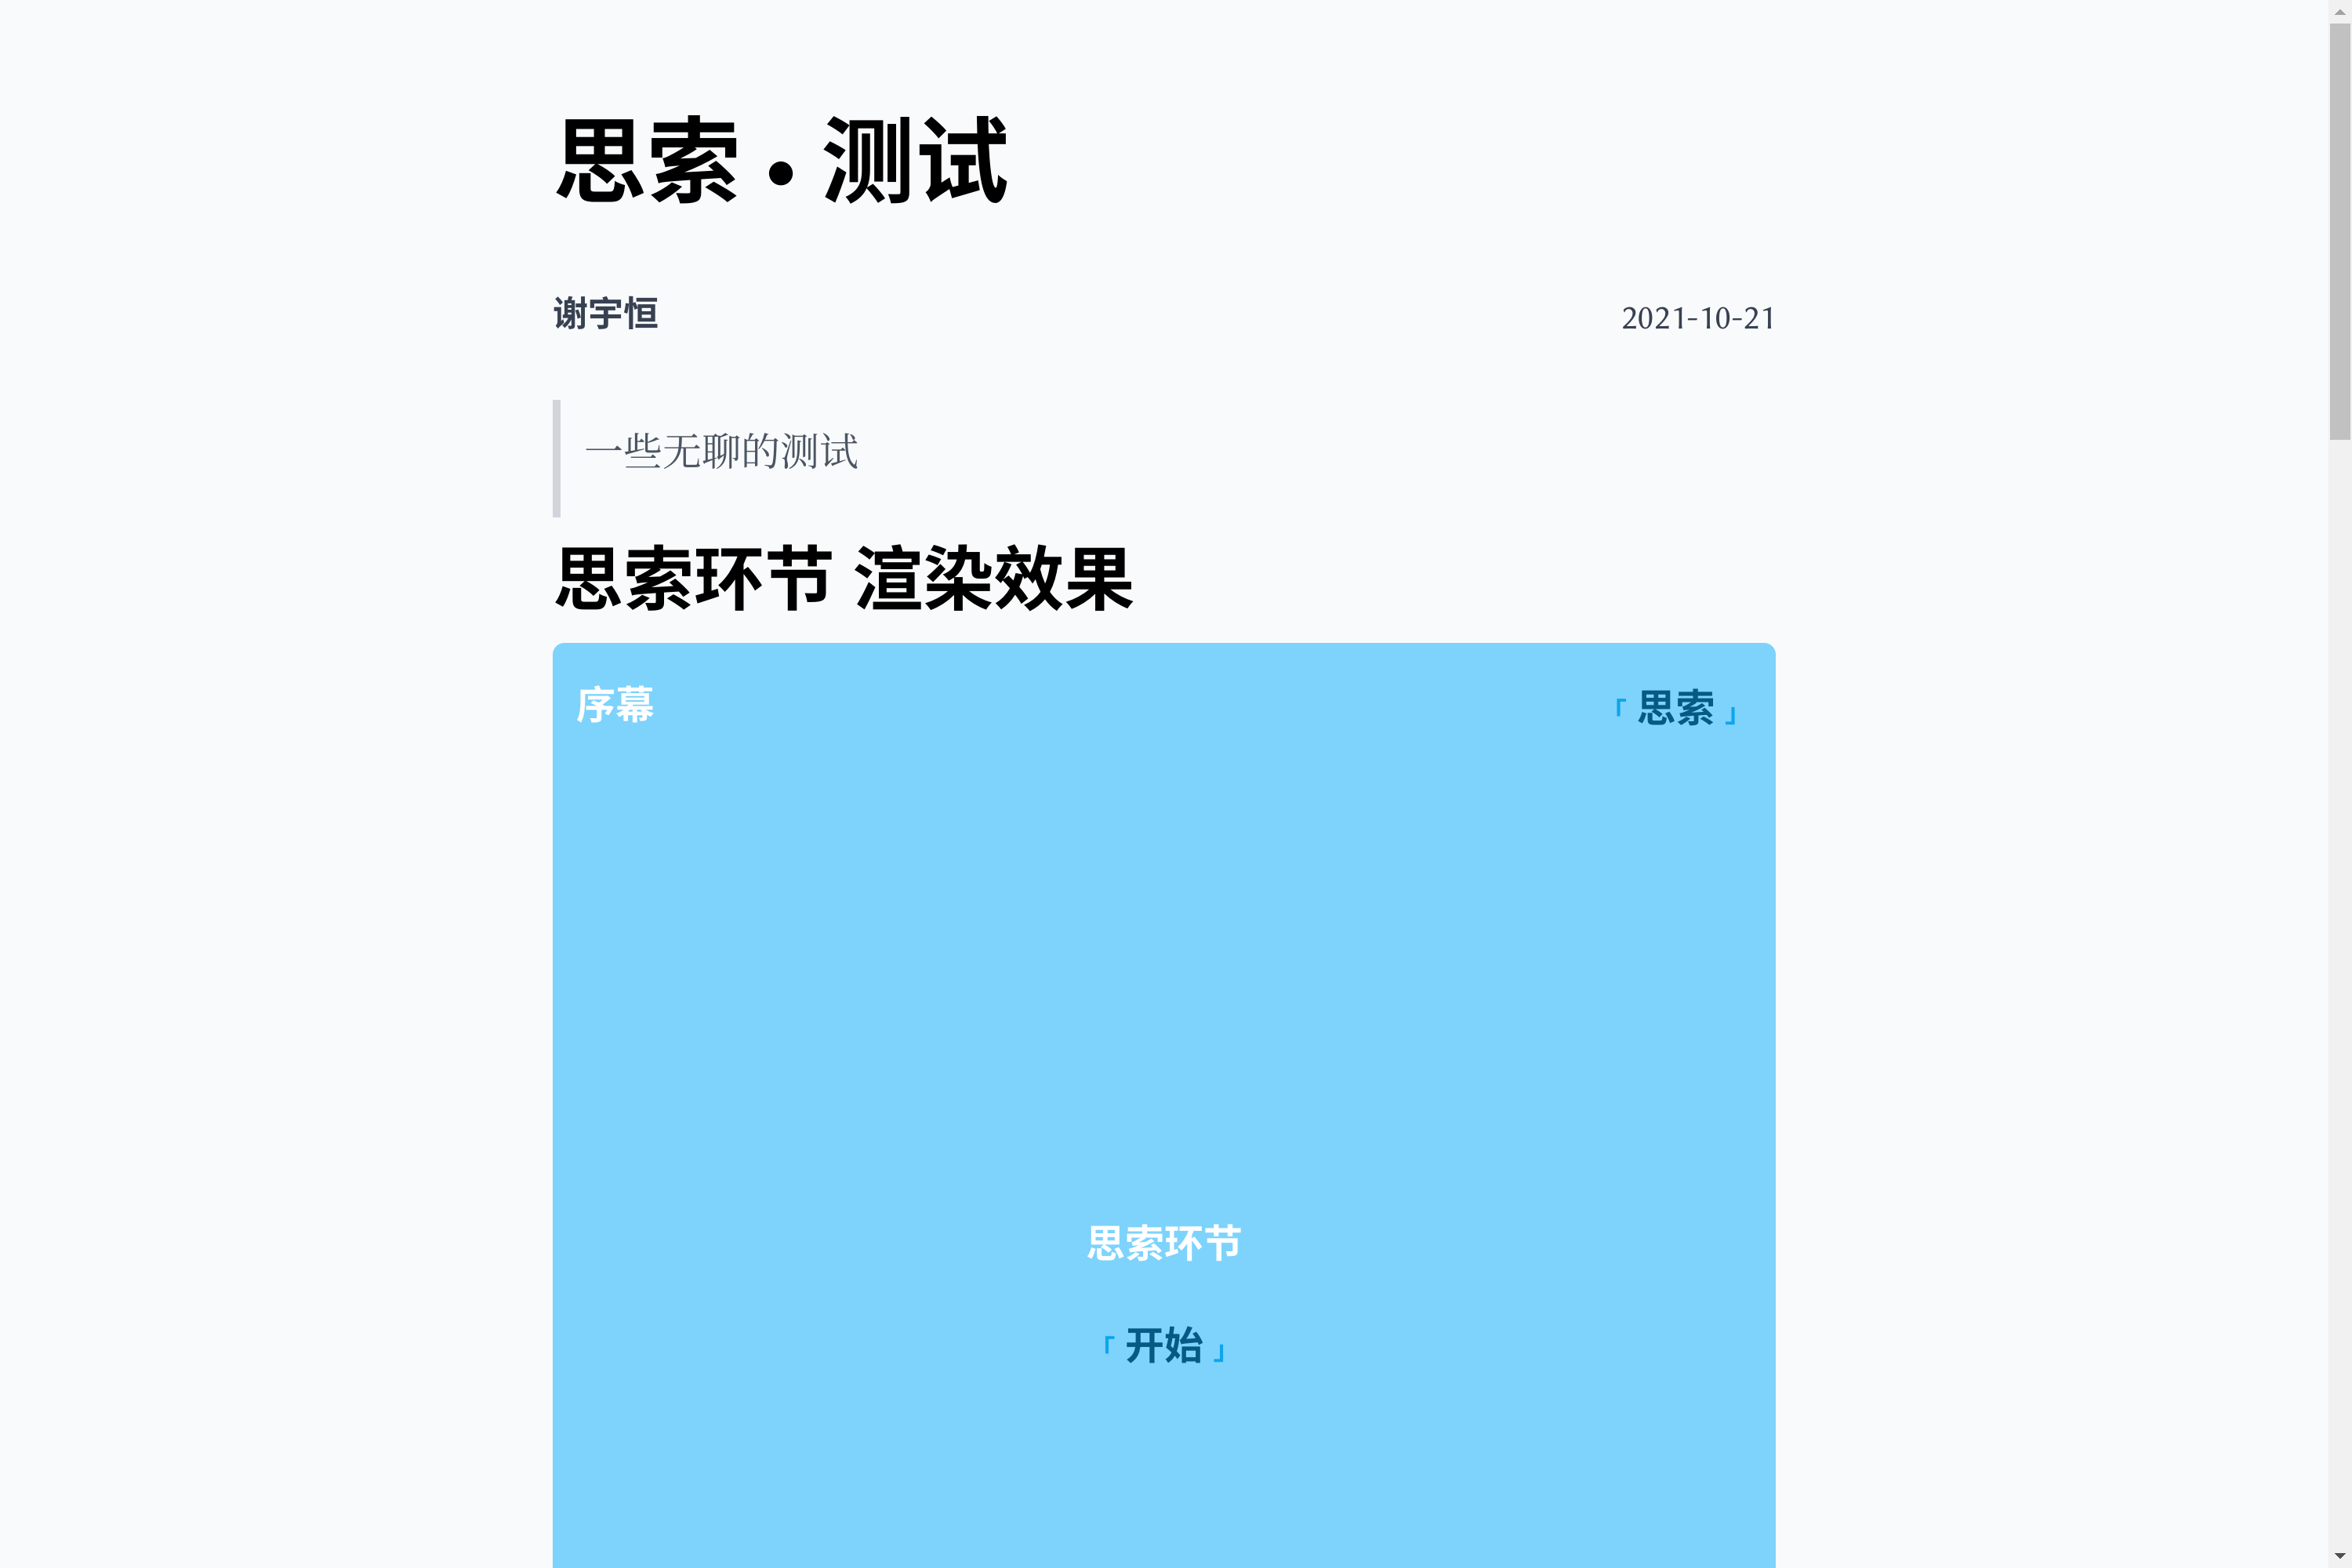 思索 • 测试
谢宇恒
2021-10-21
一些无聊的测试
思索环节 渲染效果
序幕
「 思索 」
思索环节
「 开始 」